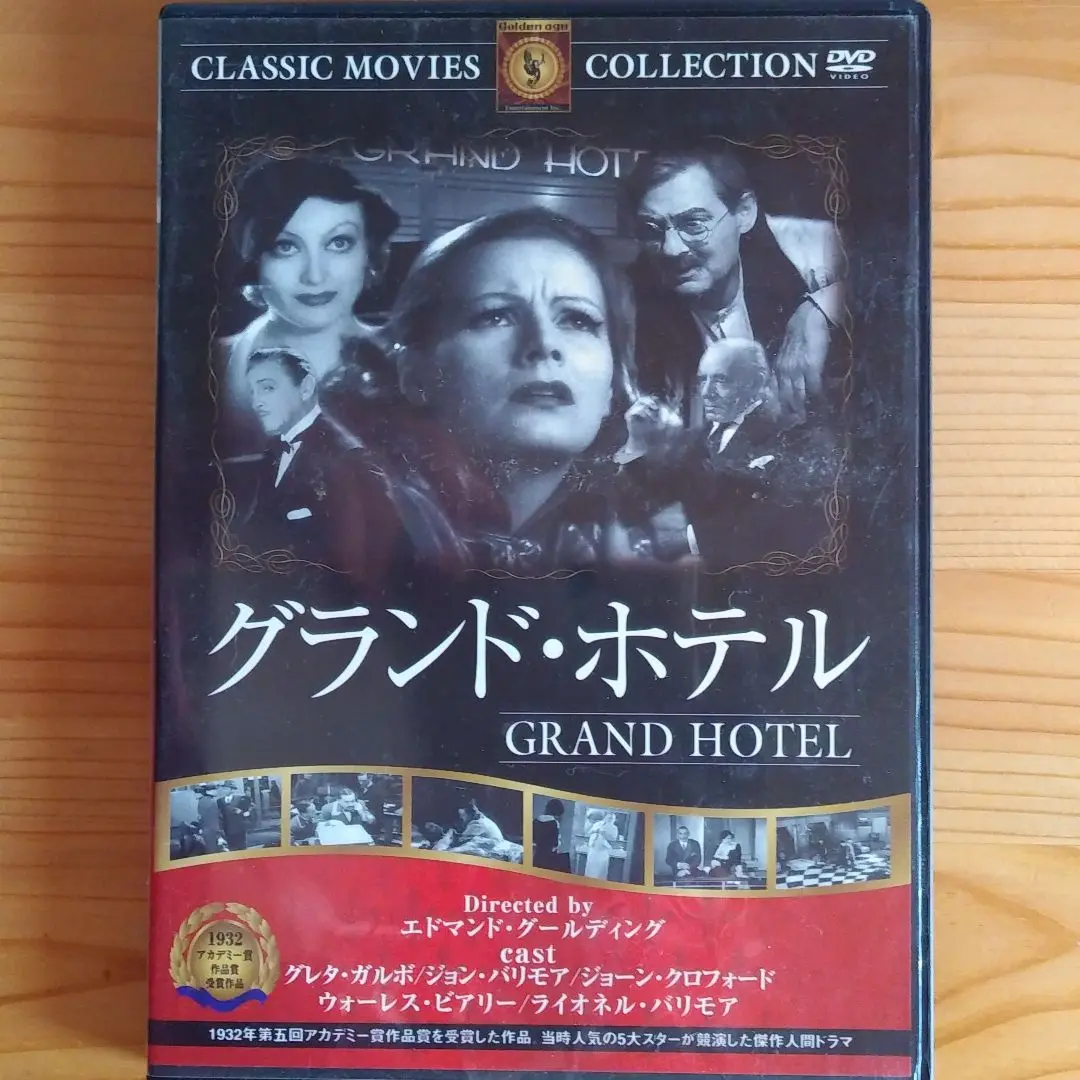 Golden age
CLASSIC MOVIES COLLECTION DVD
VIDEO
Entertainment Inc.
GRAND HOT
グランド・ホテル
GRAND HOTEL
Directed by
エドマンド・グールディング
cast
グレタ・ガルボ/ジョン・バリモア/ジョーン・クロフォード
ウォーレス・ビアリー/ライオネル・バリモア
1932
アカデミー賞
作品賞
受賞作品
1932年第五回アカデミー賞作品賞を受賞した作品。当時人気の5大スターが競演した傑作人間ドラマ